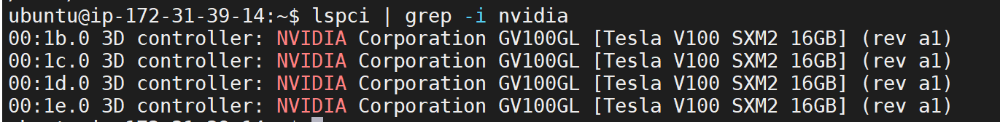 ubuntu@ip-172-31-39-14:~$ lspci | grep -i nvidia
00:1b.0 3D controller: NVIDIA Corporation GV100GL [Tesla V100 SXM2 16GB] (rev a1)
00:1c.0 3D controller: NVIDIA Corporation GV100GL [Tesla V100 SXM2 16GB] (rev a1)
00:1d.0 3D controller: NVIDIA Corporation GV100GL [Tesla V100 SXM2 16GB] (rev a1)
00:1e.0 3D controller: NVIDIA Corporation GV100GL [Tesla V100 SXM2 16GB] (rev a1)